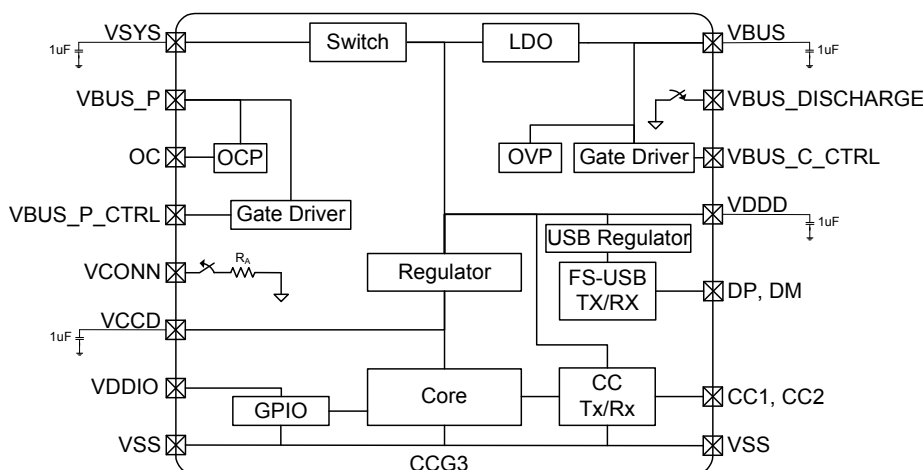 VSYS
Switch
LDO
VBUS
1uF
1uF
VBUS_P
VBUS_DISCHARGE
OC
OCP
OVP
Gate Driver
VBUS_C_CTRL
VBUS_P_CTRL
Gate Driver
VDDD
1uF
USB Regulator
VCONN
RA
Regulator
FS-USB
TX/RX
DP, DM
VCCD
1uF
VDDIO
GPIO
Core
CC
Tx/Rx
CC1, CC2
VSS
VSS
CCG3